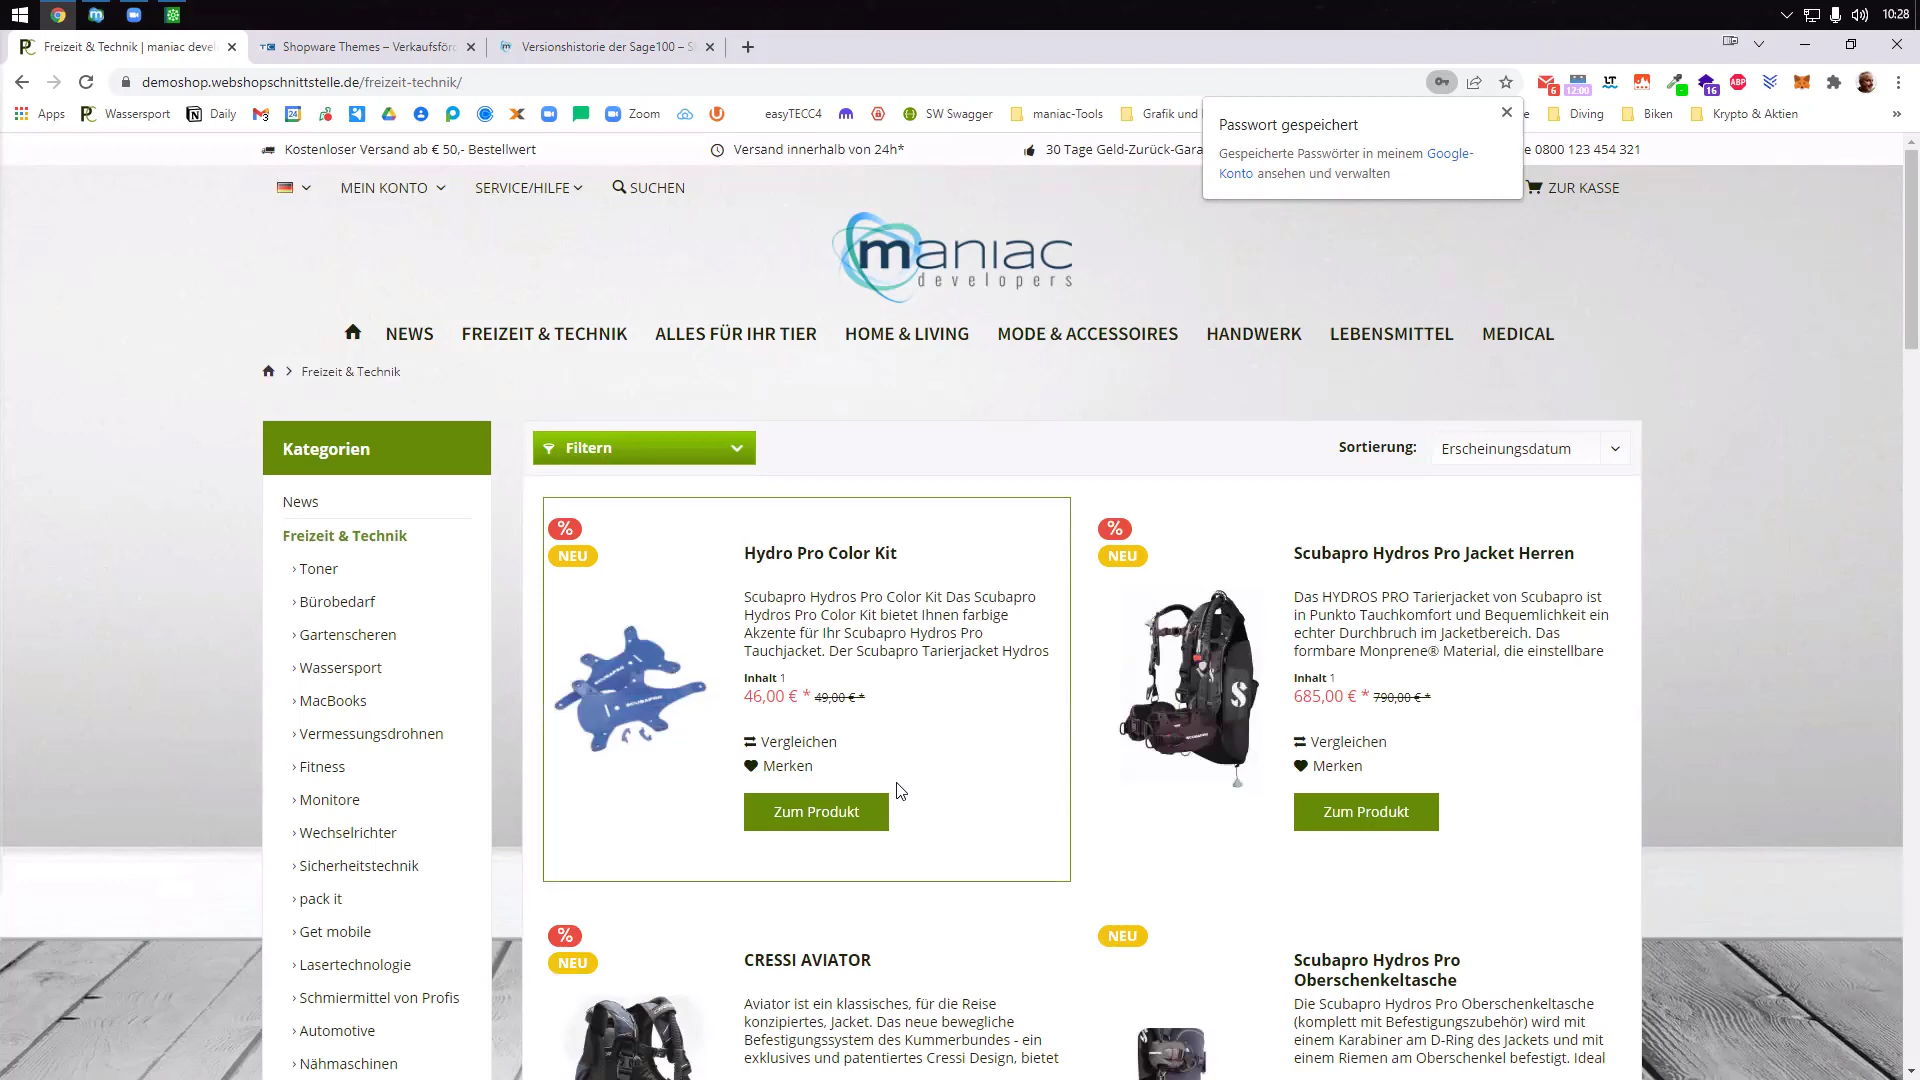 10:28
Freizeit & Technik | maniac devel
Shopware Themes – Verkaufsför
Versionshistorie der Sage100 – S
demoshop.webshopschnittstelle.de/freizeit-technik/
6
12:00
LT
16
ABP
Apps
Wassersport
Daily
24
Zoom
easyTECC4
SW Swagger
maniac-Tools
Grafik und
e
Diving
Biken
Krypto & Aktien
»
Passwort gespeichert
Gespeicherte Passwörter in meinem Google-
Konto ansehen und verwalten
Kostenloser Versand ab € 50,- Bestellwert
Versand innerhalb von 24h*
30 Tage Geld-Zurück-Gara
e 0800 123 454 321
MEIN KONTO
SERVICE/HILFE
SUCHEN
ZUR KASSE
maniac
developers
NEWS
FREIZEIT & TECHNIK
ALLES FÜR IHR TIER
HOME & LIVING
MODE & ACCESSOIRES
HANDWERK
LEBENSMITTEL
MEDICAL
Freizeit & Technik
Kategorien
News
Freizeit & Technik
› Toner
› Bürobedarf
› Gartenscheren
› Wassersport
› MacBooks
› Vermessungsdrohnen
› Fitness
› Monitore
› Wechselrichter
› Sicherheitstechnik
› pack it
› Get mobile
› Lasertechnologie
› Schmiermittel von Profis
› Automotive
› Nähmaschinen
Filtern
Sortierung:
Erscheinungsdatum
%
NEU
Hydro Pro Color Kit
Scubapro Hydros Pro Color Kit Das Scubapro
Hydros Pro Color Kit bietet Ihnen farbige
Akzente für Ihr Scubapro Hydros Pro
Tauchjacket. Der Scubapro Tarierjacket Hydros
Inhalt 1
46,00 € * 49,00 € *
Vergleichen
Merken
Zum Produkt
%
NEU
Scubapro Hydros Pro Jacket Herren
Das HYDROS PRO Tarierjacket von Scubapro ist
in Punkto Tauchkomfort und Bequemlichkeit ein
echter Durchbruch im Jacketbereich. Das
formbare Monprene® Material, die einstellbare
Inhalt 1
685,00 € * 790,00 € *
Vergleichen
Merken
Zum Produkt
%
NEU
CRESSI AVIATOR
Aviator ist ein klassisches, für die Reise
konzipiertes, Jacket. Das neue bewegliche
Befestigungssystem des Kummerbundes - ein
exklusives und patentiertes Cressi Design, bietet
NEU
Scubapro Hydros Pro
Oberschenkeltasche
Die Scubapro Hydros Pro Oberschenkeltasche
(komplett mit Befestigungszubehör) wird mit
einem Karabiner am D-Ring des Jackets und mit
einem Riemen am Oberschenkel befestigt. Ideal